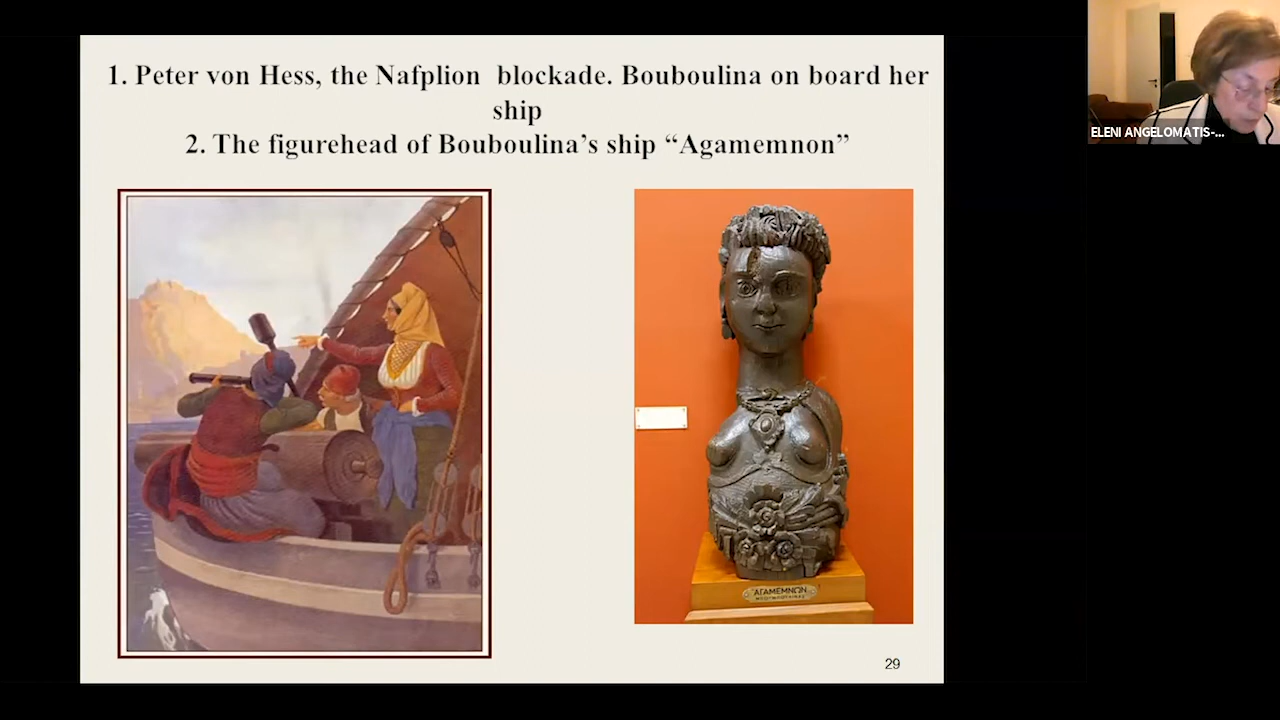 1. Peter von Hess, the Nafplion blockade. Bouboulina on board her
ship
2. The figurehead of Bouboulina’s ship “Agamemnon”
ELENI ANGELOMATIS-...
ἈΓΑΜΕΜΝΩΝ
29